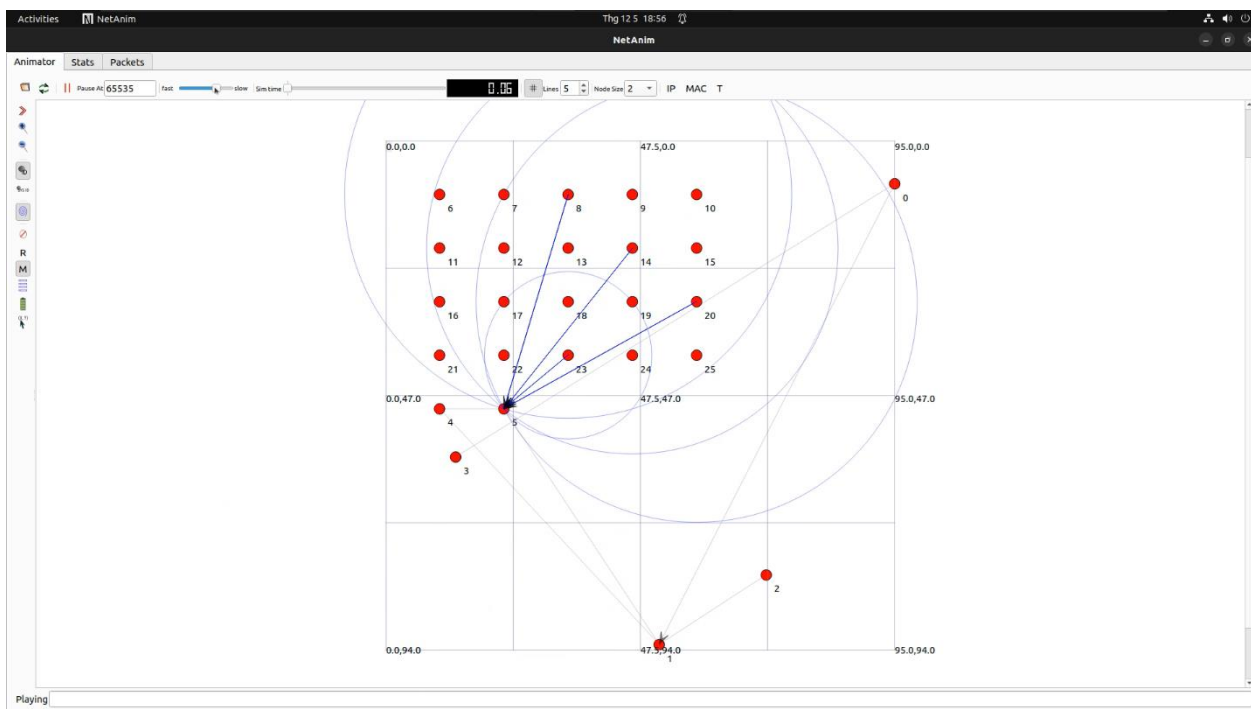 Activities NetAnim Thg 12 5 18:56
NetAnim
Animator Stats Packets
Pause At 65535 fast slow Sim time 0.06 # Lines 5 Node Size 2 IP MAC T
0.0,0.0 47.5,0.0 95.0,0.0
0
6 7 8 9 10
11 12 13 14 15
16 17 18 19 20
R
M
21 22 23 24 25
0.0,47.0 47.5,47.0 95.0,47.0
4 5
3
2
0.0,94.0 47.5,94.0 95.0,94.0
1
Playing